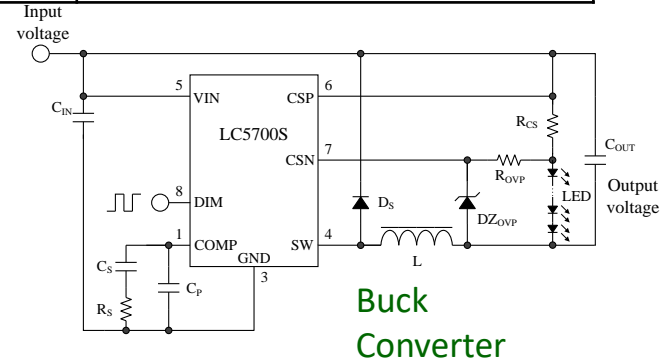 Input
voltage
5
VIN
CSP
6
C_IN
R_CS
LC5700S
7
C_OUT
CSN
R_OVP
8
DIM
LED
Output
voltage
D_S
DZ_OVP
1
COMP
SW
4
GND
3
L
C_S
C_P
R_S
Buck
Converter